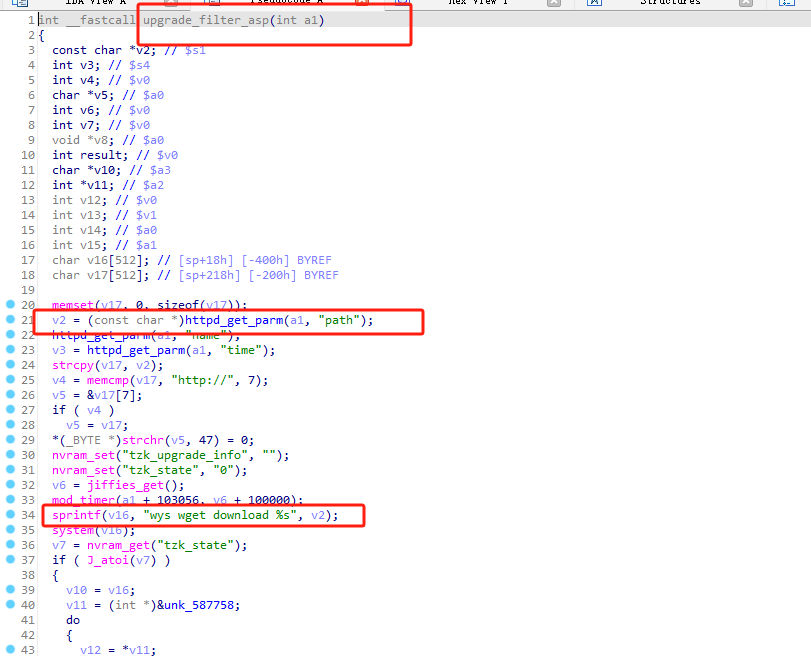 IDA View A Pseudocode A Hex View 1 Structures
1 int __fastcall upgrade_filter_asp(int a1)
2 {
3 const char *v2; // $s1
4 int v3; // $s4
5 int v4; // $v0
6 char *v5; // $a0
7 int v6; // $v0
8 int v7; // $v0
9 void *v8; // $a0
10 int result; // $v0
11 char *v10; // $a3
12 int *v11; // $a2
13 int v12; // $v0
14 int v13; // $v1
15 int v14; // $a0
16 int v15; // $a1
17 char v16[512]; // [sp+18h] [-400h] BYREF
18 char v17[512]; // [sp+218h] [-200h] BYREF
19
20 memset(v17, 0, sizeof(v17));
21 v2 = (const char *)httpd_get_parm(a1, "path");
22 httpd_get_parm(a1, "name");
23 v3 = httpd_get_parm(a1, "time");
24 strcpy(v17, v2);
25 v4 = memcmp(v17, "http://", 7);
26 v5 = &v17[7];
27 if ( v4 )
28 v5 = v17;
29 *(_BYTE *)strchr(v5, 47) = 0;
30 nvram_set("tzk_upgrade_info", "");
31 nvram_set("tzk_state", "0");
32 v6 = jiffies_get();
33 mod_timer(a1 + 103056, v6 + 100000);
34 sprintf(v16, "wys wget download %s", v2);
35 system(v16);
36 v7 = nvram_get("tzk_state");
37 if ( J_atoi(v7) )
38 {
39 v10 = v16;
40 v11 = (int *)&unk_587758;
41 do
42 {
43 v12 = *v11;